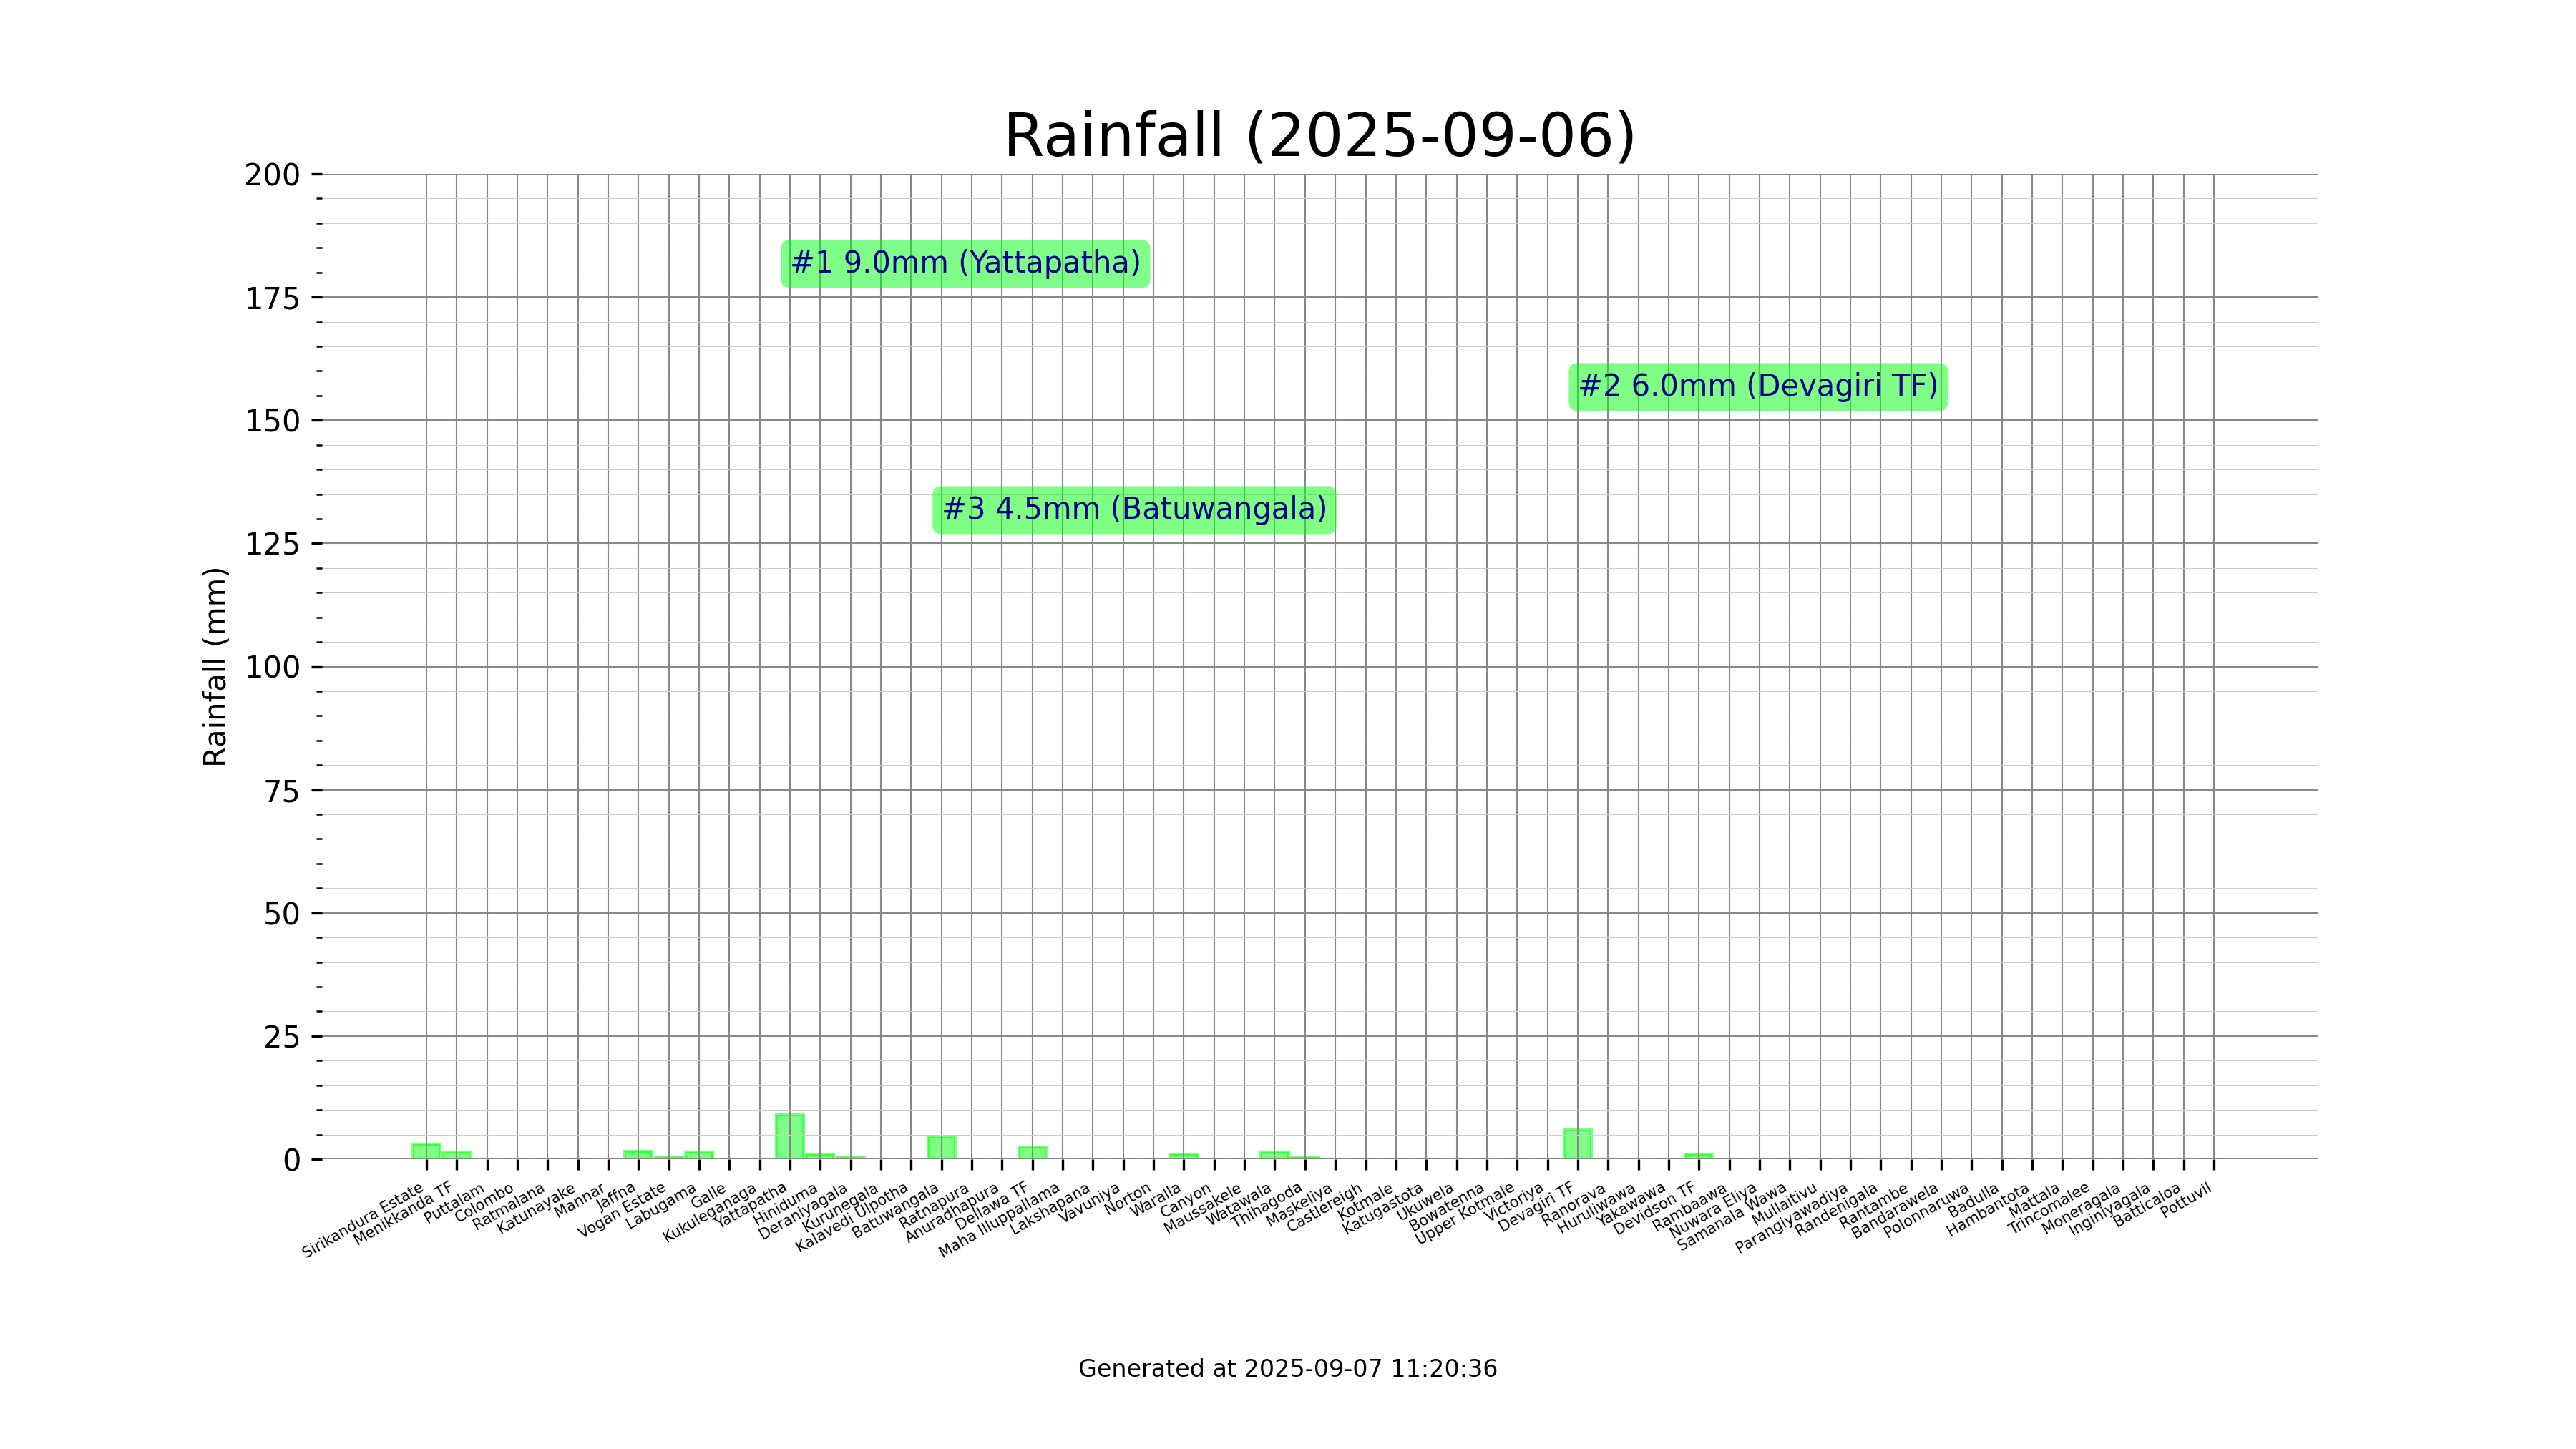 Rainfall (2025-09-06)
Rainfall (mm)
200
175
150
125
100
75
50
25
0
#1 9.0mm (Yattapatha)
#2 6.0mm (Devagiri TF)
#3 4.5mm (Batuwangala)
Sirikandura Estate
Menikkanda TF
Puttalam
Colombo
Ratmalana
Katunayake
Mannar
Jaffna
Vogan Estate
Labugama
Galle
Kukuleganaga
Yattapatha
Hiniduma
Deraniyagala
Kurunegala
Kalavedi Ulpotha
Batuwangala
Ratnapura
Anuradhapura
Dellawa TF
Maha Illuppallama
Lakshapana
Vavuniya
Norton
Waralla
Canyon
Maussakele
Watawala
Thihagoda
Maskeliya
Castlereigh
Kotmale
Katugastota
Ukuwela
Bowatenna
Upper Kotmale
Victoriya
Devagiri TF
Ranorava
Huruliwawa
Yakawawa
Devidson TF
Rambaawa
Nuwara Eliya
Samanala Wawa
Mullaitivu
Parangiyawadiya
Randenigala
Rantambe
Bandarawela
Polonnaruwa
Badulla
Hambantota
Mattala
Trincomalee
Moneragala
Inginiyagala
Batticaloa
Pottuvil
Generated at 2025-09-07 11:20:36